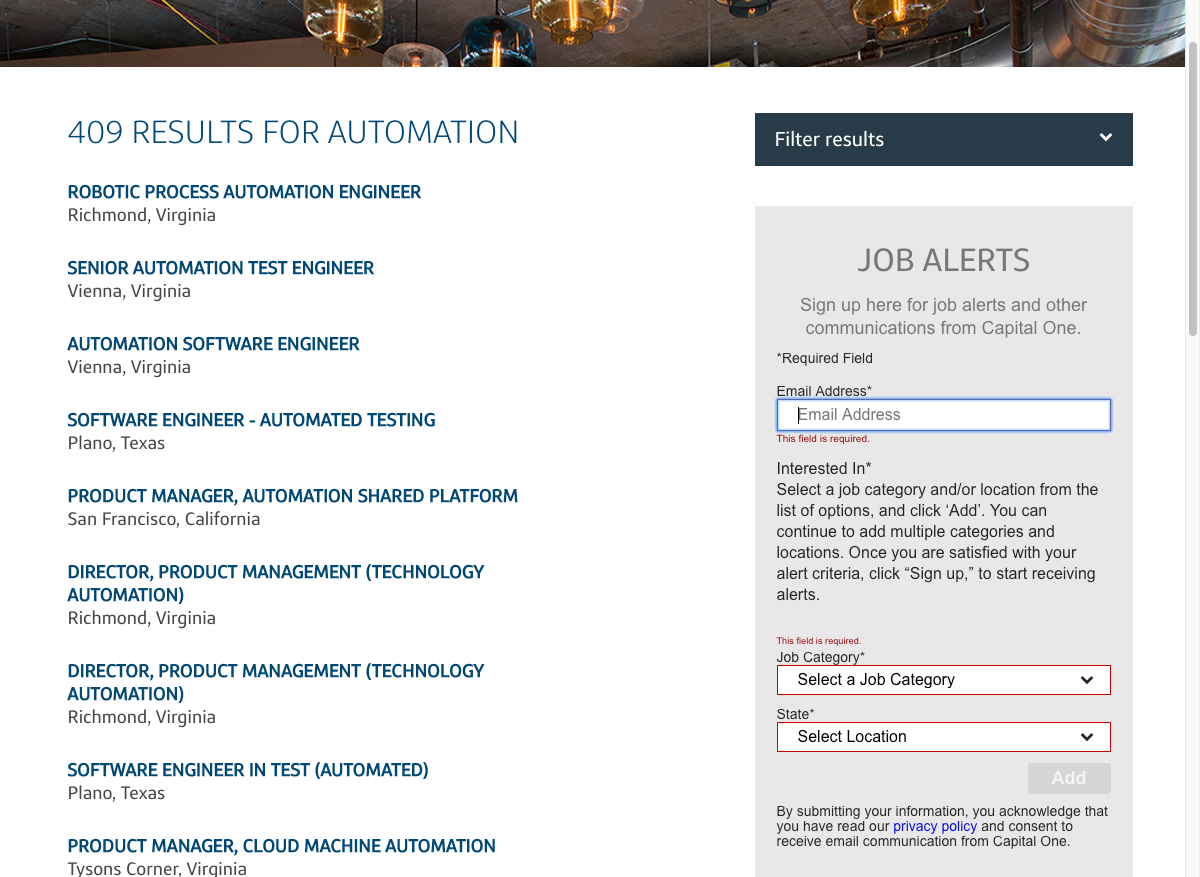 409 RESULTS FOR AUTOMATION
ROBOTIC PROCESS AUTOMATION ENGINEER
Richmond, Virginia
SENIOR AUTOMATION TEST ENGINEER
Vienna, Virginia
AUTOMATION SOFTWARE ENGINEER
Vienna, Virginia
SOFTWARE ENGINEER - AUTOMATED TESTING
Plano, Texas
PRODUCT MANAGER, AUTOMATION SHARED PLATFORM
San Francisco, California
DIRECTOR, PRODUCT MANAGEMENT (TECHNOLOGY
AUTOMATION)
Richmond, Virginia
DIRECTOR, PRODUCT MANAGEMENT (TECHNOLOGY
AUTOMATION)
Richmond, Virginia
SOFTWARE ENGINEER IN TEST (AUTOMATED)
Plano, Texas
PRODUCT MANAGER, CLOUD MACHINE AUTOMATION
Tysons Corner, Virginia
Filter results
JOB ALERTS
Sign up here for job alerts and other
communications from Capital One.
*Required Field
Email Address*
Email Address
This field is required.
Interested In*
Select a job category and/or location from the
list of options, and click ‘Add’. You can
continue to add multiple categories and
locations. Once you are satisfied with your
alert criteria, click “Sign up,” to start receiving
alerts.
This field is required.
Job Category*
Select a Job Category
State*
Select Location
Add
By submitting your information, you acknowledge that
you have read our privacy policy and consent to
receive email communication from Capital One.